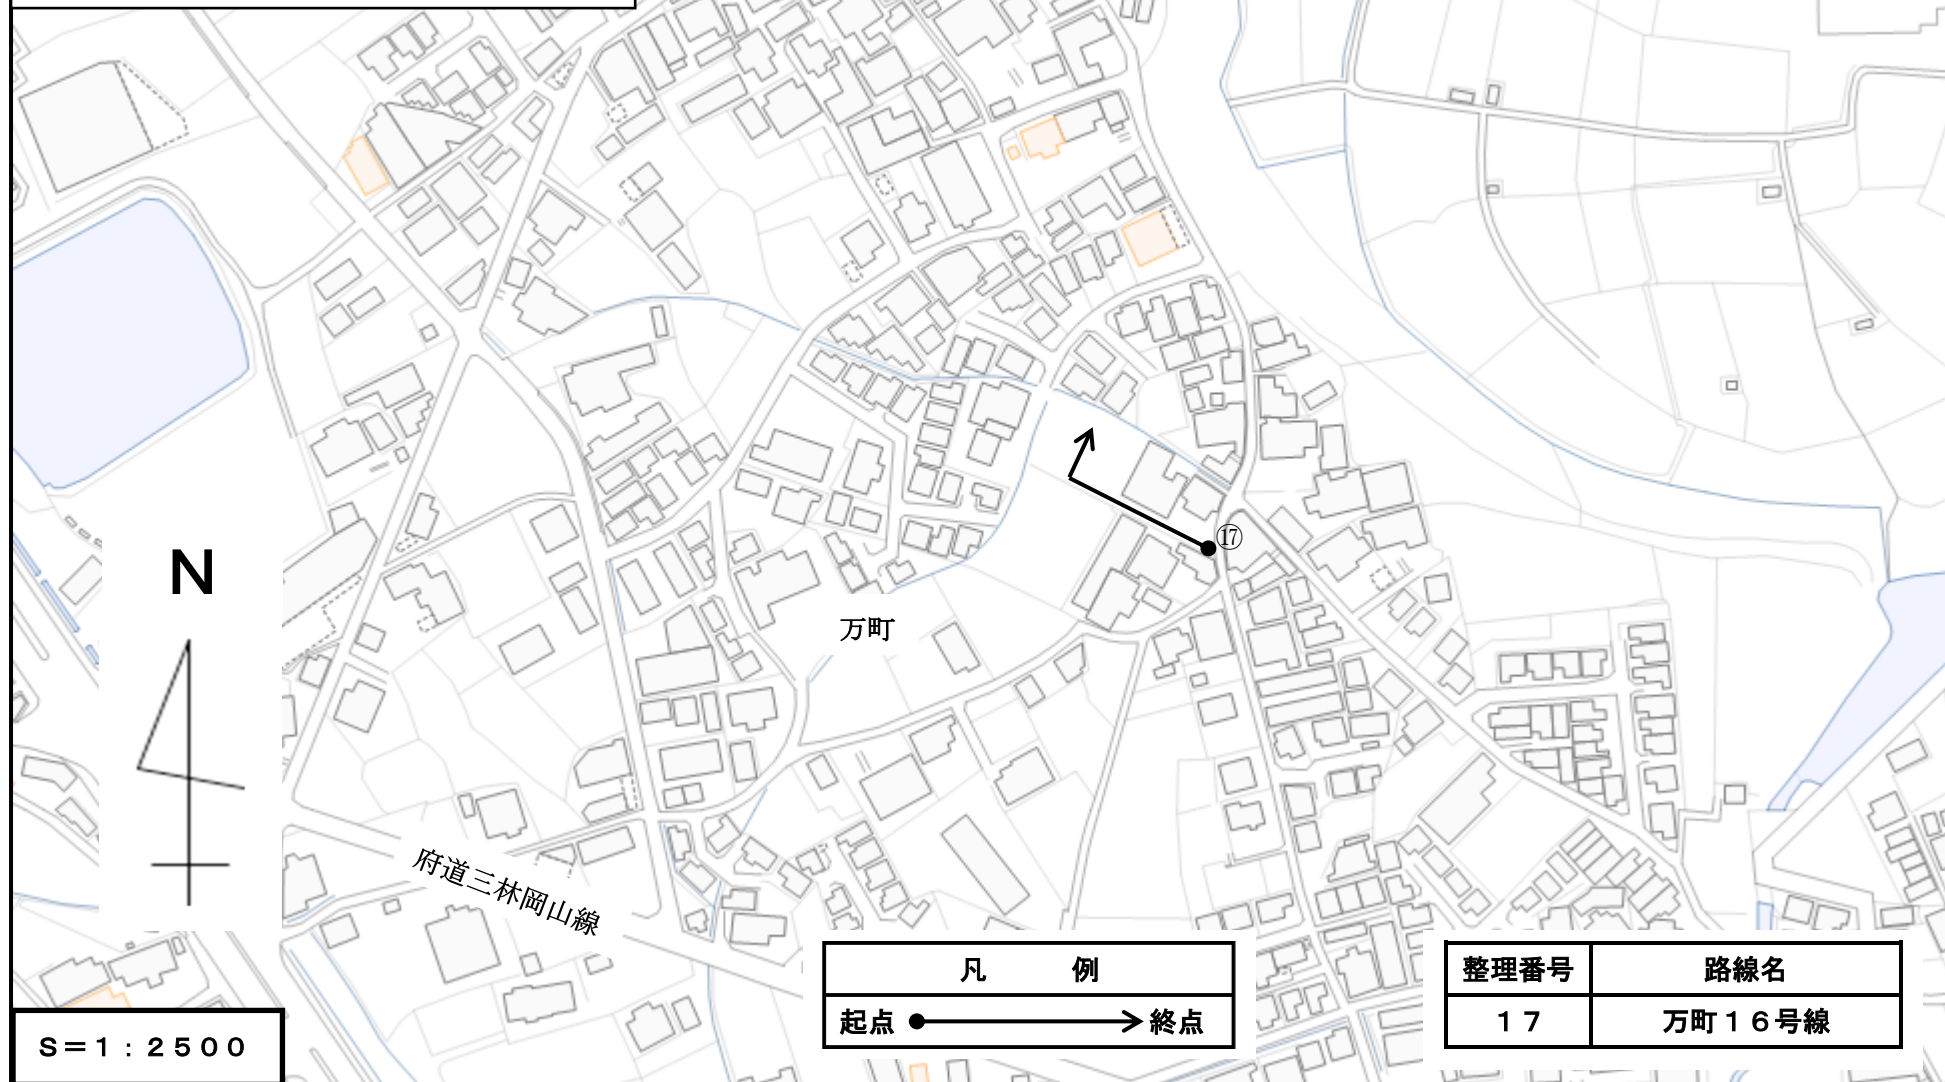 ⑰
N
万町
府道三林岡山線
凡 例
起点 終点
整理番号 路線名
17 万町16号線
S=1:2500